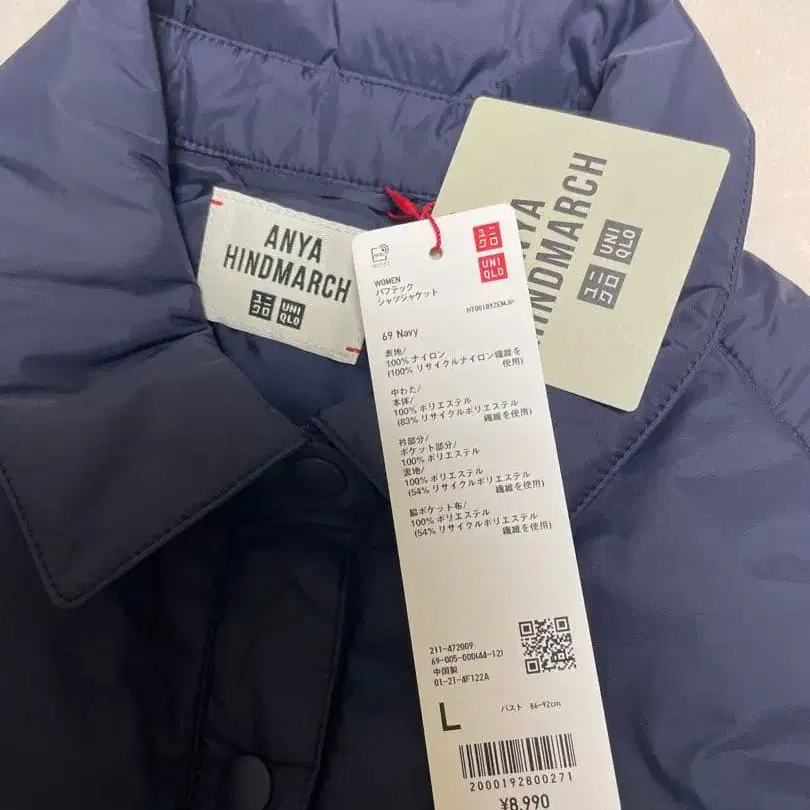 ANYA
HINDMARCH
ユニ
クロ
UNI
QLO
ANYA
HINDMARCH
ユニ
クロ
UNI
QLO
ユニ
クロ
UNI
QLO
WOMEN
パフテック
シャツジャケット
69 Navy
表地/
100% ナイロン
(100% リサイクルナイロン繊維を
使用)
中わた/
本体/
100% ポリエステル
(83% リサイクルポリエステル
繊維を使用)
衿部分/
ポケット部分/
100% ポリエステル
裏地/
100% ポリエステル
(54% リサイクルポリエステル
繊維を使用)
脇ポケット布/
100% ポリエステル
(54% リサイクルポリエステル
繊維を使用)
211-472009
69-005-000(44-12)
中国製
01-21-4F122A
L バスト 86-92cm
2000192800271
¥8,990